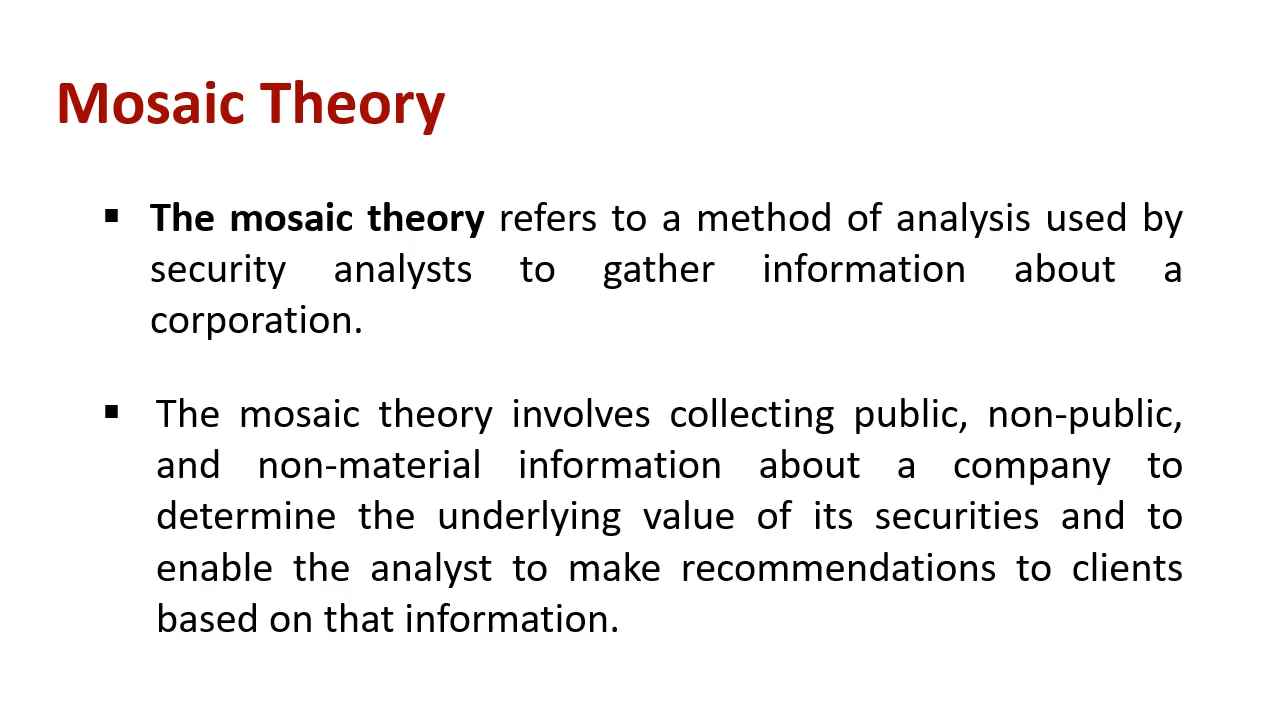 Mosaic Theory
▪ The mosaic theory refers to a method of analysis used by
security analysts to gather information about a
corporation.
▪ The mosaic theory involves collecting public, non-public,
and non-material information about a company to
determine the underlying value of its securities and to
enable the analyst to make recommendations to clients
based on that information.